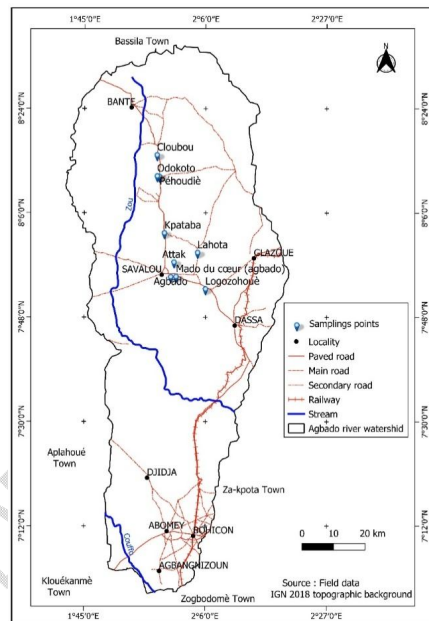 1°45'0"E
2°6'0"E
2°27'0"E
Bassila Town
N
8°24'0"N
8°24'0"N
BANTE
Cloubou
Odokoto
Péhoudiè
Zou
8°6'0"N
8°6'0"N
Kpataba
Lahota
GLAZOUE
Attak
Mado du cœur (agbado)
SAVALOU
Agbado
Logozohouè
7°48'0"N
7°48'0"N
DASSA
Samplings points
Locality
Paved road
Main road
Secondary road
Railway
Stream
Agbado river watershid
7°30'0"N
7°30'0"N
Aplahoué
Town
DJIDJA
Za-kpota Town
7°12'0"N
7°12'0"N
ABOMEY
BOHICON
Couffo
AGBANGNIZOUN
0 10 20 km
Klouékanmè
Town
Zogbodomè Town
Source : Field data
IGN 2018 topographic background
1°45'0"E
2°6'0"E
2°27'0"E